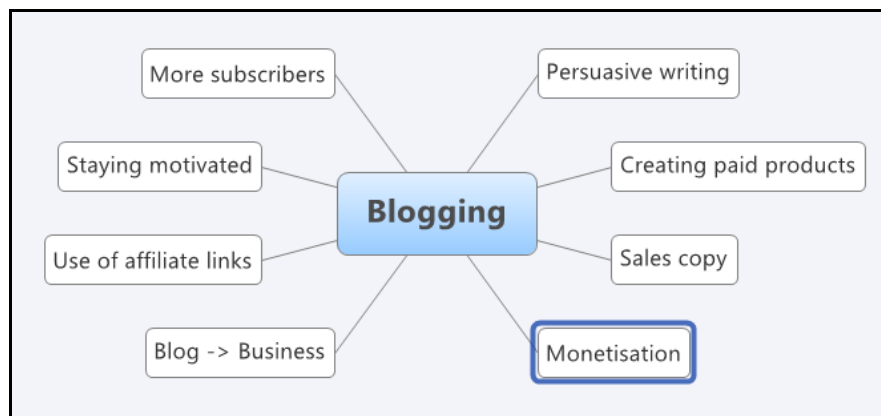 More subscribers
Persuasive writing
Staying motivated
Creating paid products
Blogging
Use of affiliate links
Sales copy
Blog -> Business
Monetisation